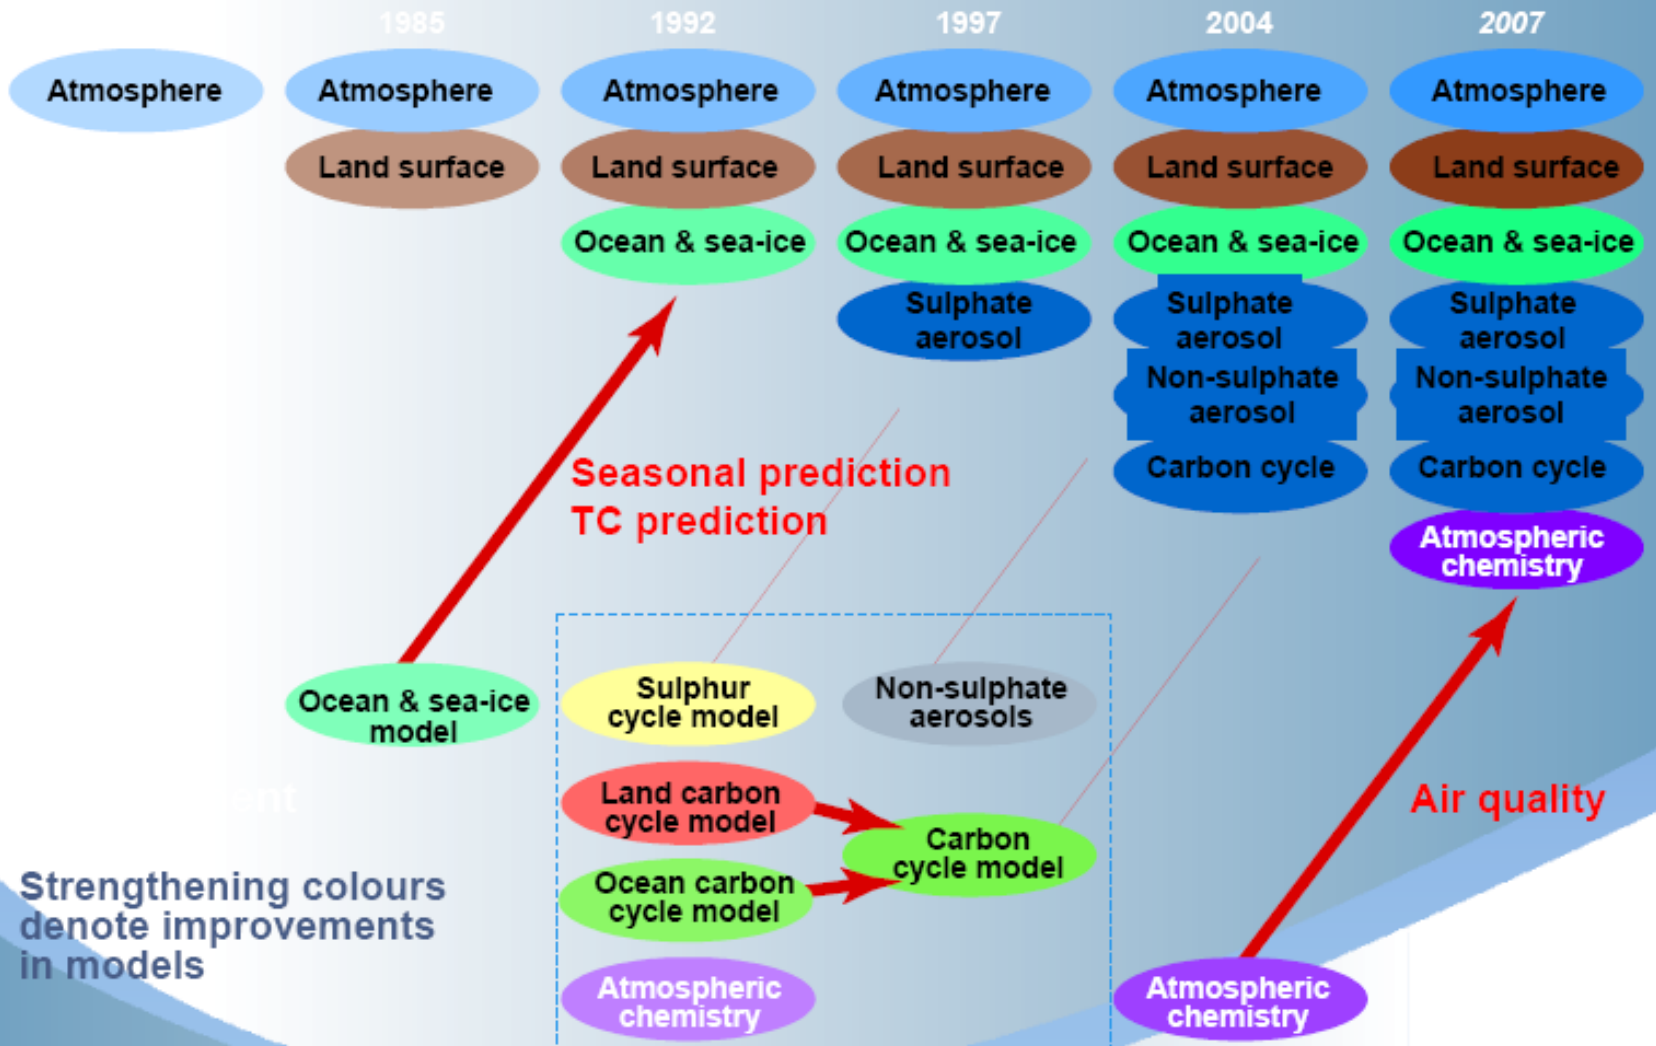 1985 1992 1997 2004 2007
Atmosphere Atmosphere Atmosphere Atmosphere Atmosphere Atmosphere
Land surface Land surface Land surface Land surface Land surface
Ocean & sea-ice Ocean & sea-ice Ocean & sea-ice Ocean & sea-ice
Sulphate
aerosol
Sulphate
aerosol
Sulphate
aerosol
Non-sulphate
aerosol
Non-sulphate
aerosol
Carbon cycle Carbon cycle
Atmospheric
chemistry
Seasonal prediction
TC prediction
Ocean & sea-ice
model
Sulphur
cycle model
Non-sulphate
aerosols
Land carbon
cycle model
Carbon
cycle model
Ocean carbon
cycle model
Air quality
Strengthening colours
denote improvements
in models
Atmospheric
chemistry
Atmospheric
chemistry